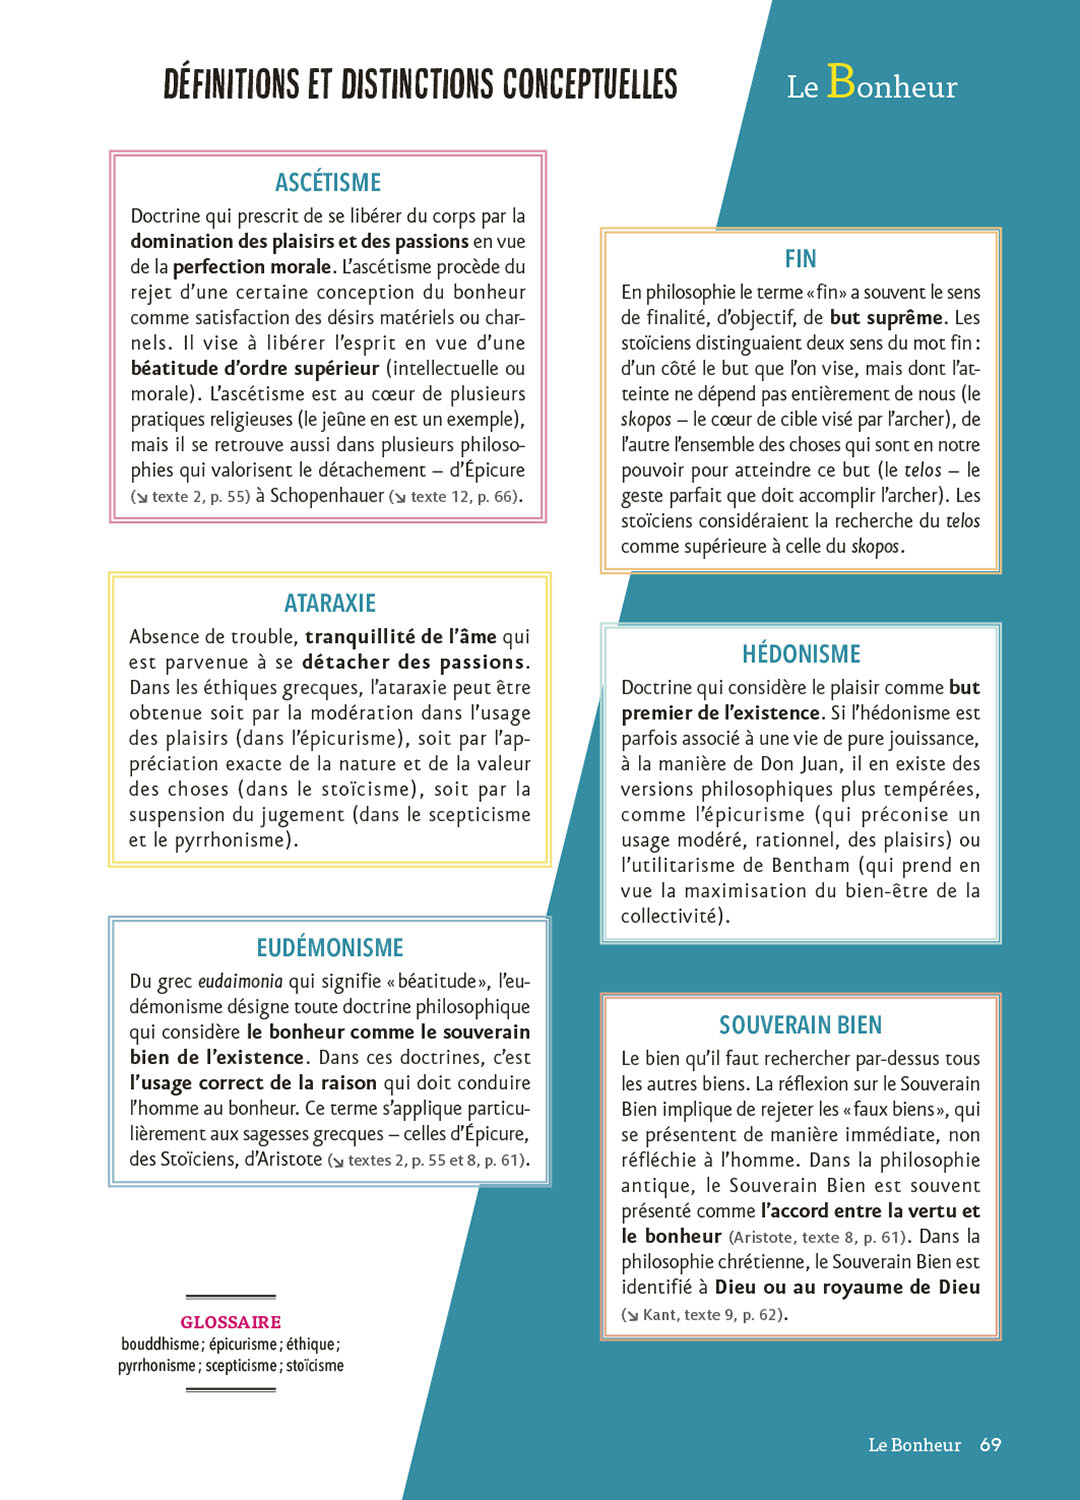 DÉFINITIONS ET DISTINCTIONS CONCEPTUELLES
Le Bonheur
ASCÉTISME
Doctrine qui prescrit de se libérer du corps par la
domination des plaisirs et des passions en vue
de la perfection morale. L'ascétisme procède du
rejet d'une certaine conception du bonheur
comme satisfaction des désirs matériels ou char-
nels. Il vise à libérer l'esprit en vue d'une
béatitude d'ordre supérieur (intellectuelle ou
morale). L'ascétisme est au cœur de plusieurs
pratiques religieuses (le jeûne en est un exemple),
mais il se retrouve aussi dans plusieurs philoso-
phies qui valorisent le détachement – d'Épicure
(↘ texte 2, p. 55) à Schopenhauer (↘ texte 12, p. 66).
ATARAXIE
Absence de trouble, tranquillité de l'âme qui
est parvenue à se détacher des passions.
Dans les éthiques grecques, l'ataraxie peut être
obtenue soit par la modération dans l'usage
des plaisirs (dans l'épicurisme), soit par l'ap-
préciation exacte de la nature et de la valeur
des choses (dans le stoïcisme), soit par la
suspension du jugement (dans le scepticisme
et le pyrrhonisme).
EUDÉMONISME
Du grec eudaimonia qui signifie «béatitude», l'eu-
démonisme désigne toute doctrine philosophique
qui considère le bonheur comme le souverain
bien de l'existence. Dans ces doctrines, c'est
l'usage correct de la raison qui doit conduire
l'homme au bonheur. Ce terme s'applique particu-
lièrement aux sagesses grecques – celles d'Épicure,
des Stoïciens, d'Aristote (↘ textes 2, p. 55 et 8, p. 61).
GLOSSAIRE
bouddhisme ; épicurisme ; éthique ;
pyrrhonisme ; scepticisme ; stoïcisme
FIN
En philosophie le terme «fin» a souvent le sens
de finalité, d'objectif, de but suprême. Les
stoïciens distinguaient deux sens du mot fin :
d'un côté le but que l'on vise, mais dont l'at-
teinte ne dépend pas entièrement de nous (le
skopos – le cœur de cible visé par l'archer), de
l'autre l'ensemble des choses qui sont en notre
pouvoir pour atteindre ce but (le telos – le
geste parfait que doit accomplir l'archer). Les
stoïciens considéraient la recherche du telos
comme supérieure à celle du skopos.
HÉDONISME
Doctrine qui considère le plaisir comme but
premier de l'existence. Si l'hédonisme est
parfois associé à une vie de pure jouissance,
à la manière de Don Juan, il en existe des
versions philosophiques plus tempérées,
comme l'épicurisme (qui préconise un
usage modéré, rationnel, des plaisirs) ou
l'utilitarisme de Bentham (qui prend en
vue la maximisation du bien-être de la
collectivité).
SOUVERAIN BIEN
Le bien qu'il faut rechercher par-dessus tous
les autres biens. La réflexion sur le Souverain
Bien implique de rejeter les «faux biens», qui
se présentent de manière immédiate, non
réfléchie à l'homme. Dans la philosophie
antique, le Souverain Bien est souvent
présenté comme l'accord entre la vertu et
le bonheur (Aristote, texte 8, p. 61). Dans la
philosophie chrétienne, le Souverain Bien est
identifié à Dieu ou au royaume de Dieu
(↘ Kant, texte 9, p. 62).
Le Bonheur 69